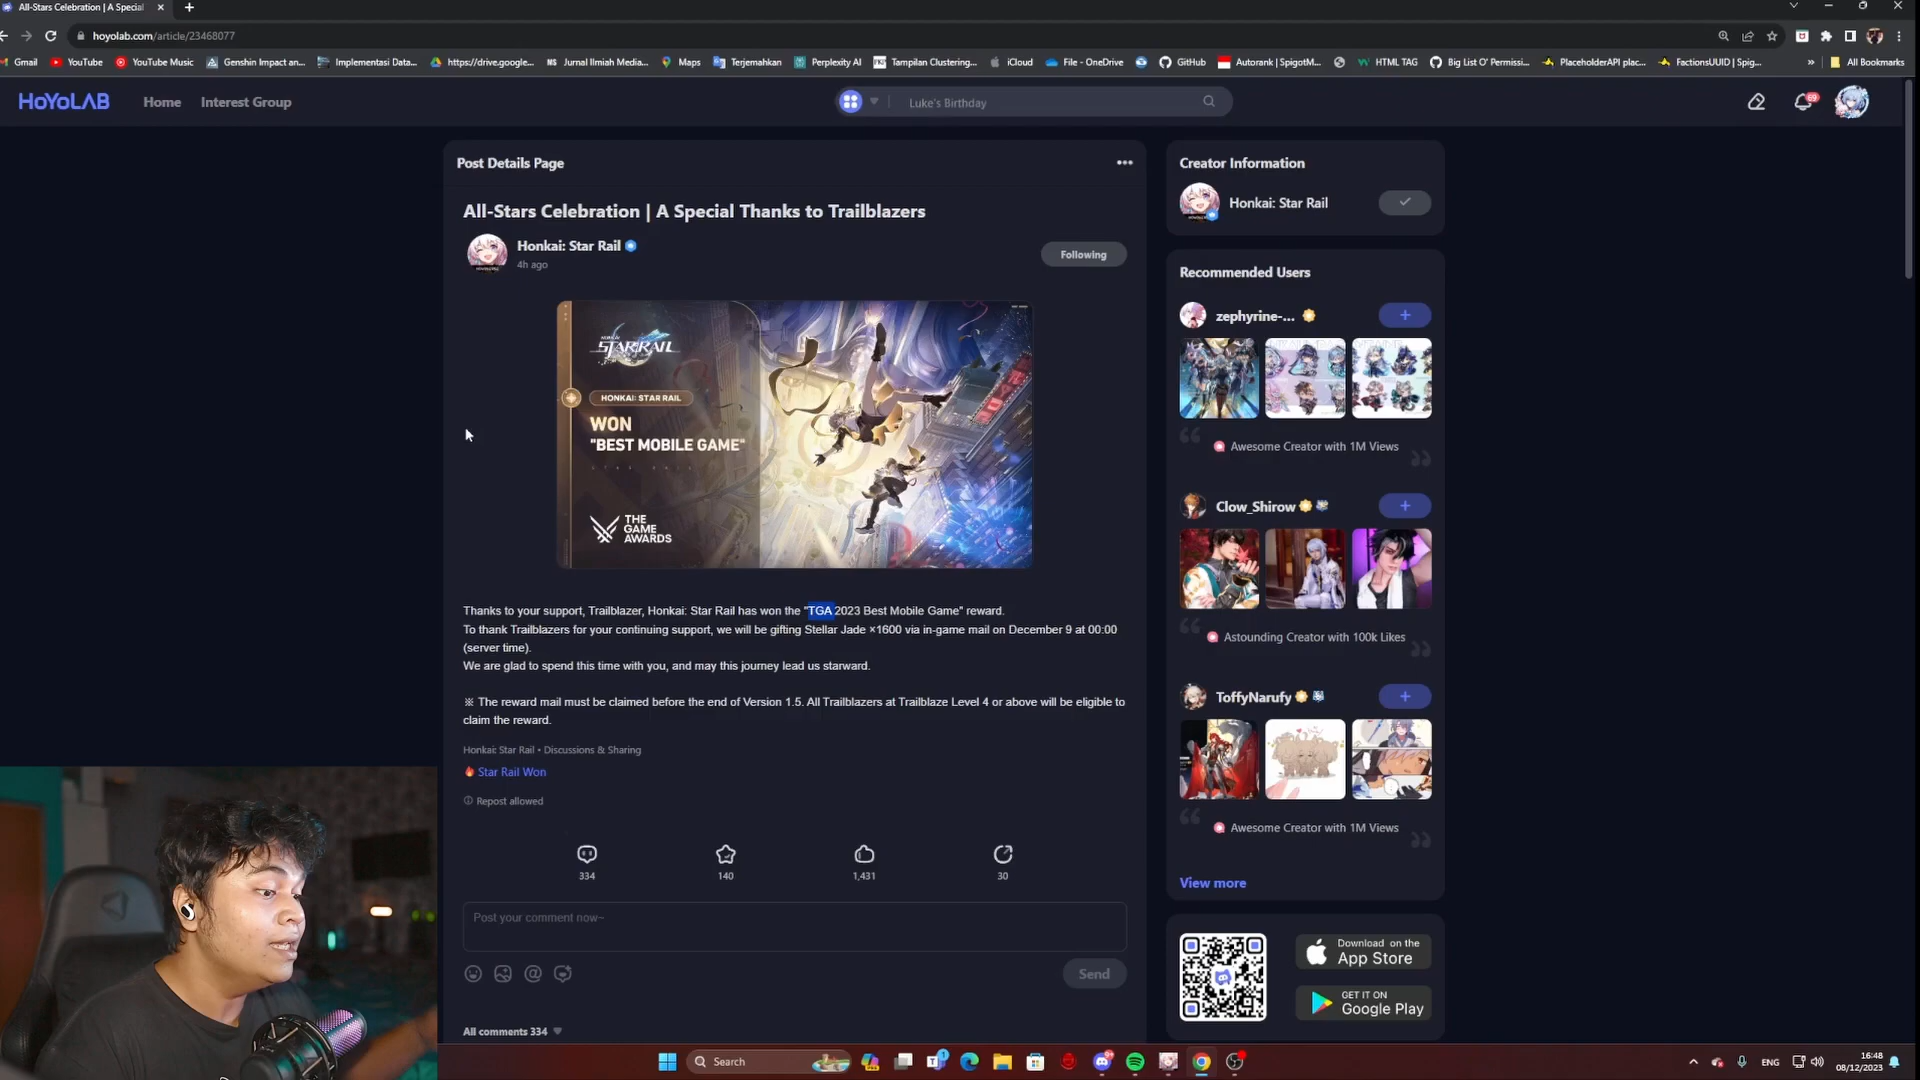 All-Stars Celebration | A Special
hoyolab.com/article/23468077
Gmail
YouTube
YouTube Music
Genshin Impact an...
Implementasi Data...
https://drive.google...
Jurnal Ilmiah Media...
Maps
Terjemahkan
Perplexity AI
Tampilan Clustering...
iCloud
File - OneDrive
GitHub
Autorank | SpigotM...
HTML TAG
Big List O' Permissi...
PlaceholderAPI plac...
FactionsUUID | Spig...
»
All Bookmarks
HoYoLAB
Home
Interest Group
Luke's Birthday
69
Post Details Page
All-Stars Celebration | A Special Thanks to Trailblazers
Honkai: Star Rail
4h ago
Following
HONKAI
STAR RAIL
HONKAI: STAR RAIL
WON
"BEST MOBILE GAME"
THE
GAME
AWARDS
Thanks to your support, Trailblazer, Honkai: Star Rail has won the "TGA 2023 Best Mobile Game" reward.
To thank Trailblazers for your continuing support, we will be gifting Stellar Jade ×1600 via in-game mail on December 9 at 00:00
(server time).
We are glad to spend this time with you, and may this journey lead us starward.
※ The reward mail must be claimed before the end of Version 1.5. All Trailblazers at Trailblaze Level 4 or above will be eligible to
claim the reward.
Honkai: Star Rail • Discussions & Sharing
Star Rail Won
Repost allowed
334
140
1,431
30
Post your comment now~
Send
All comments 334
Creator Information
Honkai: Star Rail
Recommended Users
zephyrine-...
Awesome Creator with 1M Views
Clow_Shirow
Astounding Creator with 100k Likes
ToffyNarufy
Awesome Creator with 1M Views
View more
Download on the
App Store
GET IT ON
Google Play
Search
ENG
16:48
08/12/2023